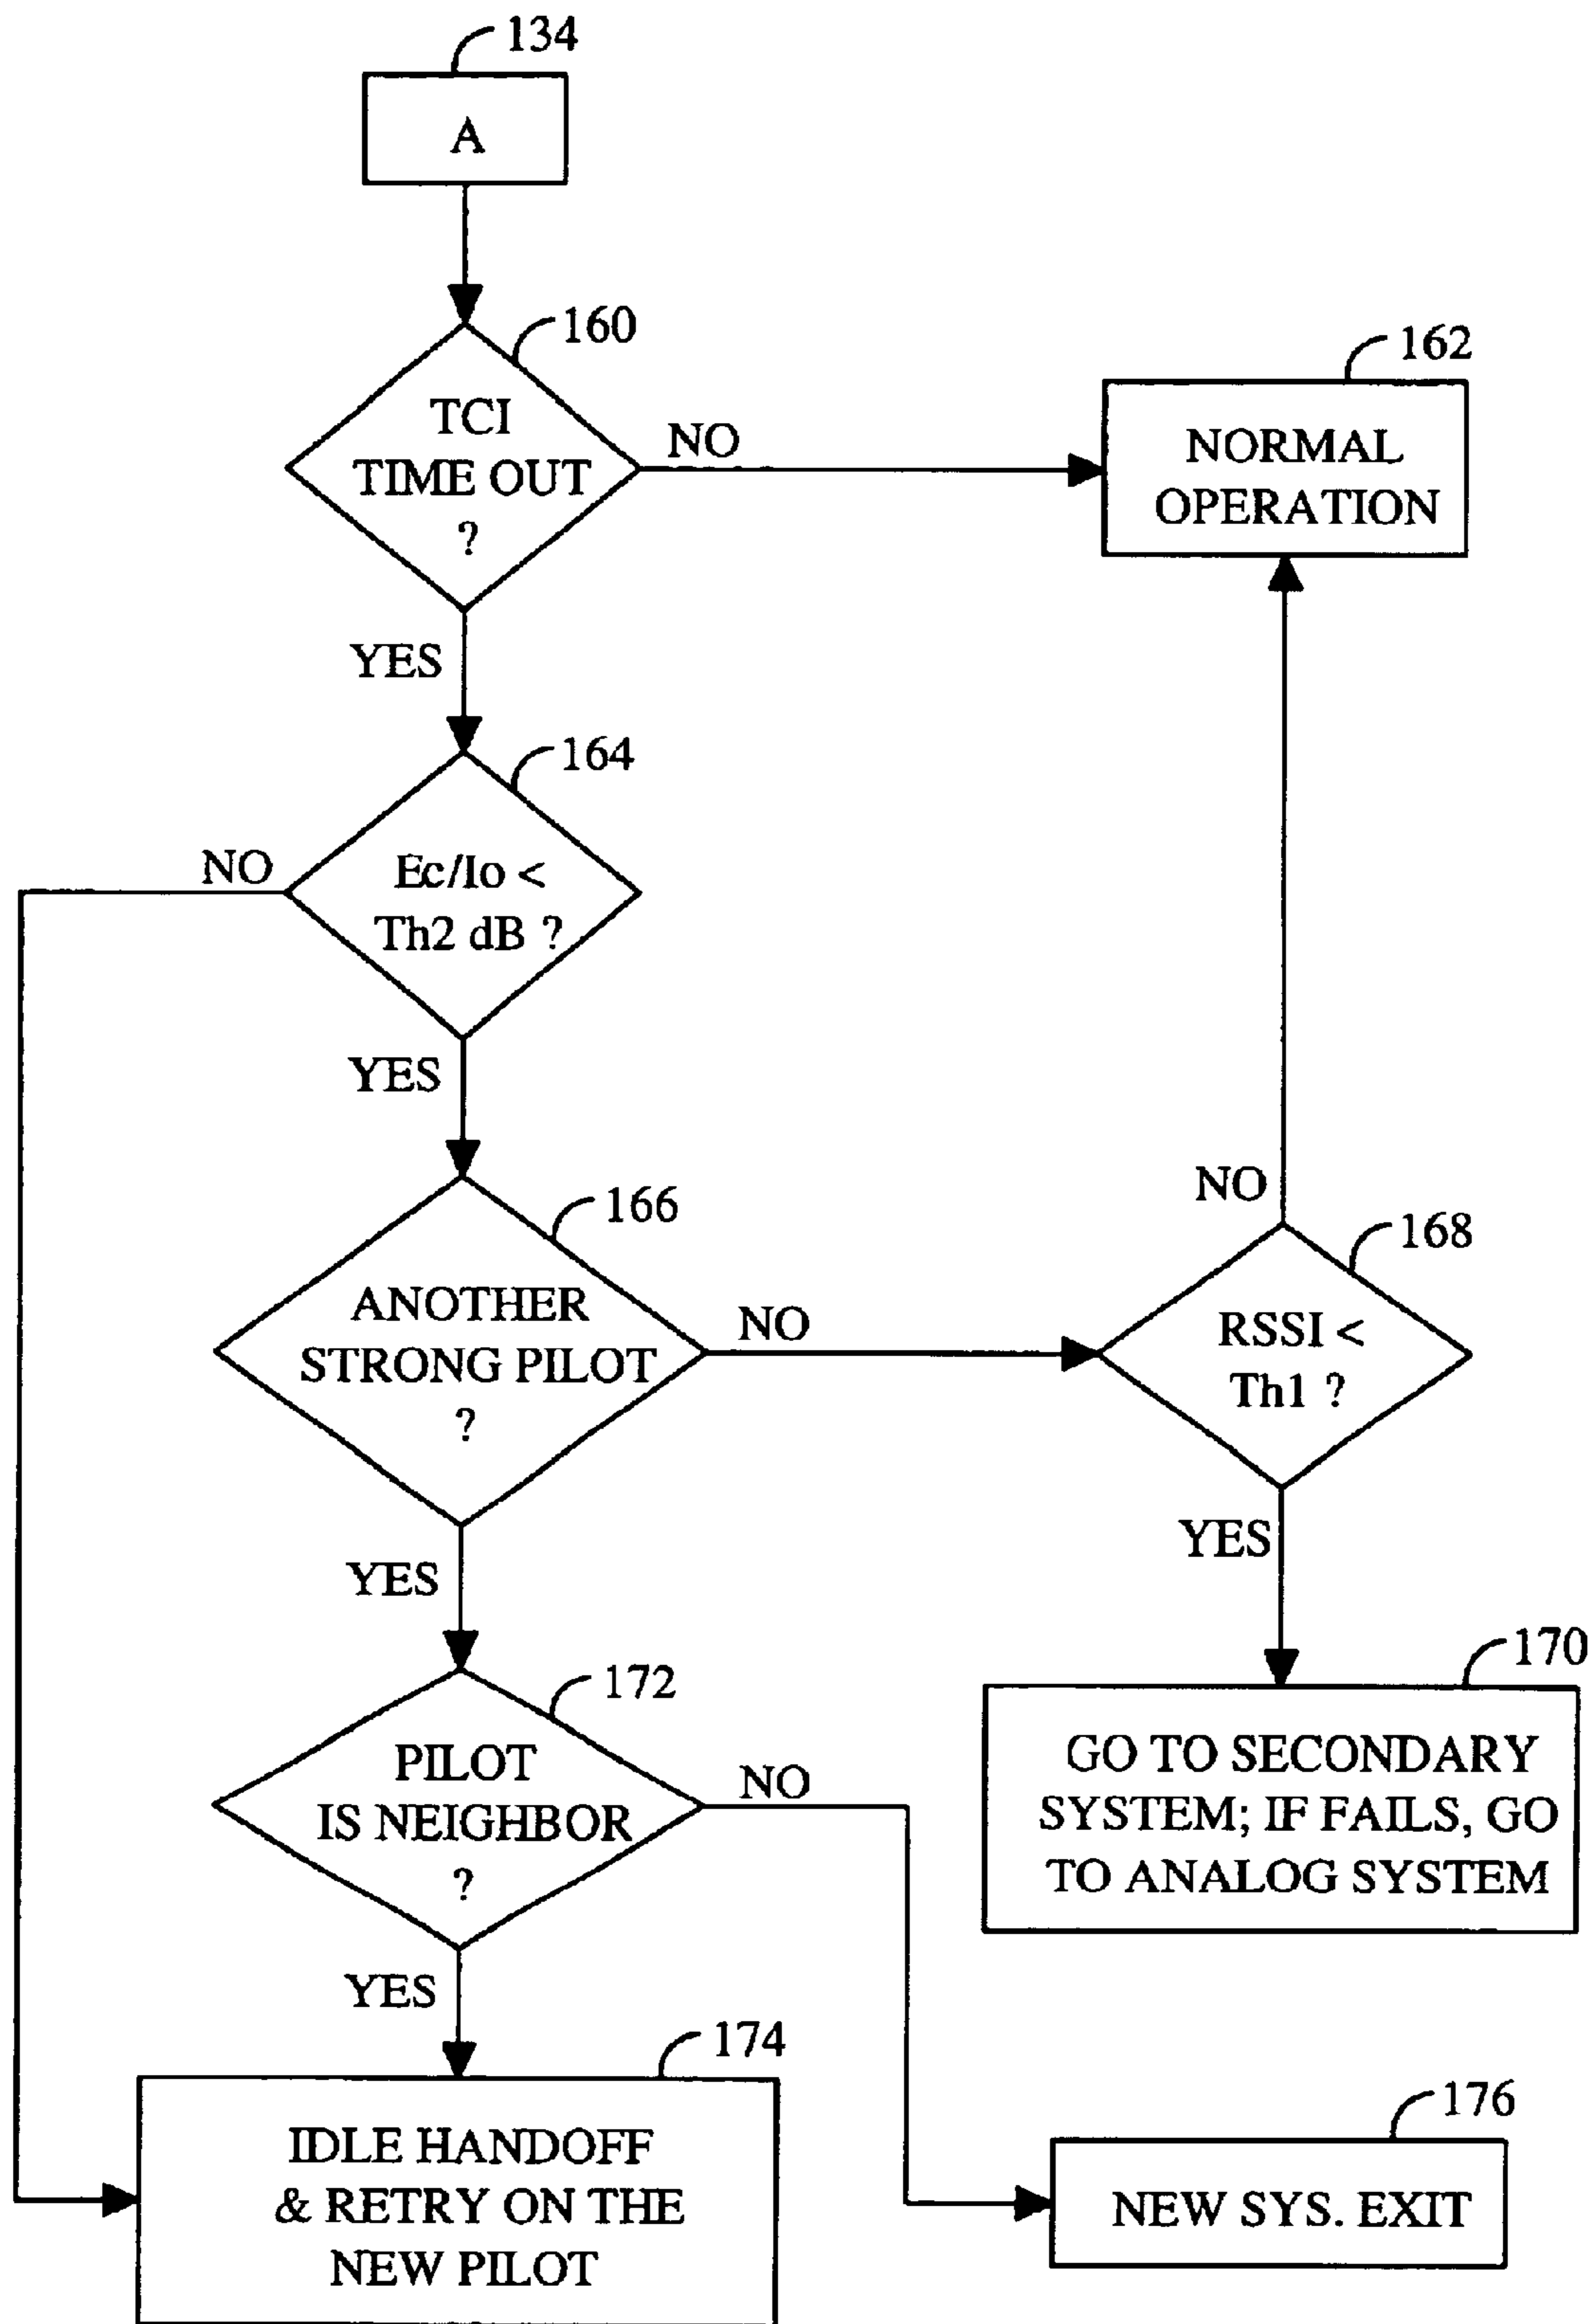 134
A
160
TCI
TIME OUT
?
NO
162
NORMAL
OPERATION
YES
164
NO
Ec/Io <
Th2 dB ?
YES
166
ANOTHER
STRONG PILOT
?
NO
NO
168
RSSI <
Th1 ?
YES
YES
170
GO TO SECONDARY
SYSTEM; IF FAILS, GO
TO ANALOG SYSTEM
172
PILOT
IS NEIGHBOR
?
NO
YES
174
IDLE HANDOFF
& RETRY ON THE
NEW PILOT
176
NEW SYS. EXIT